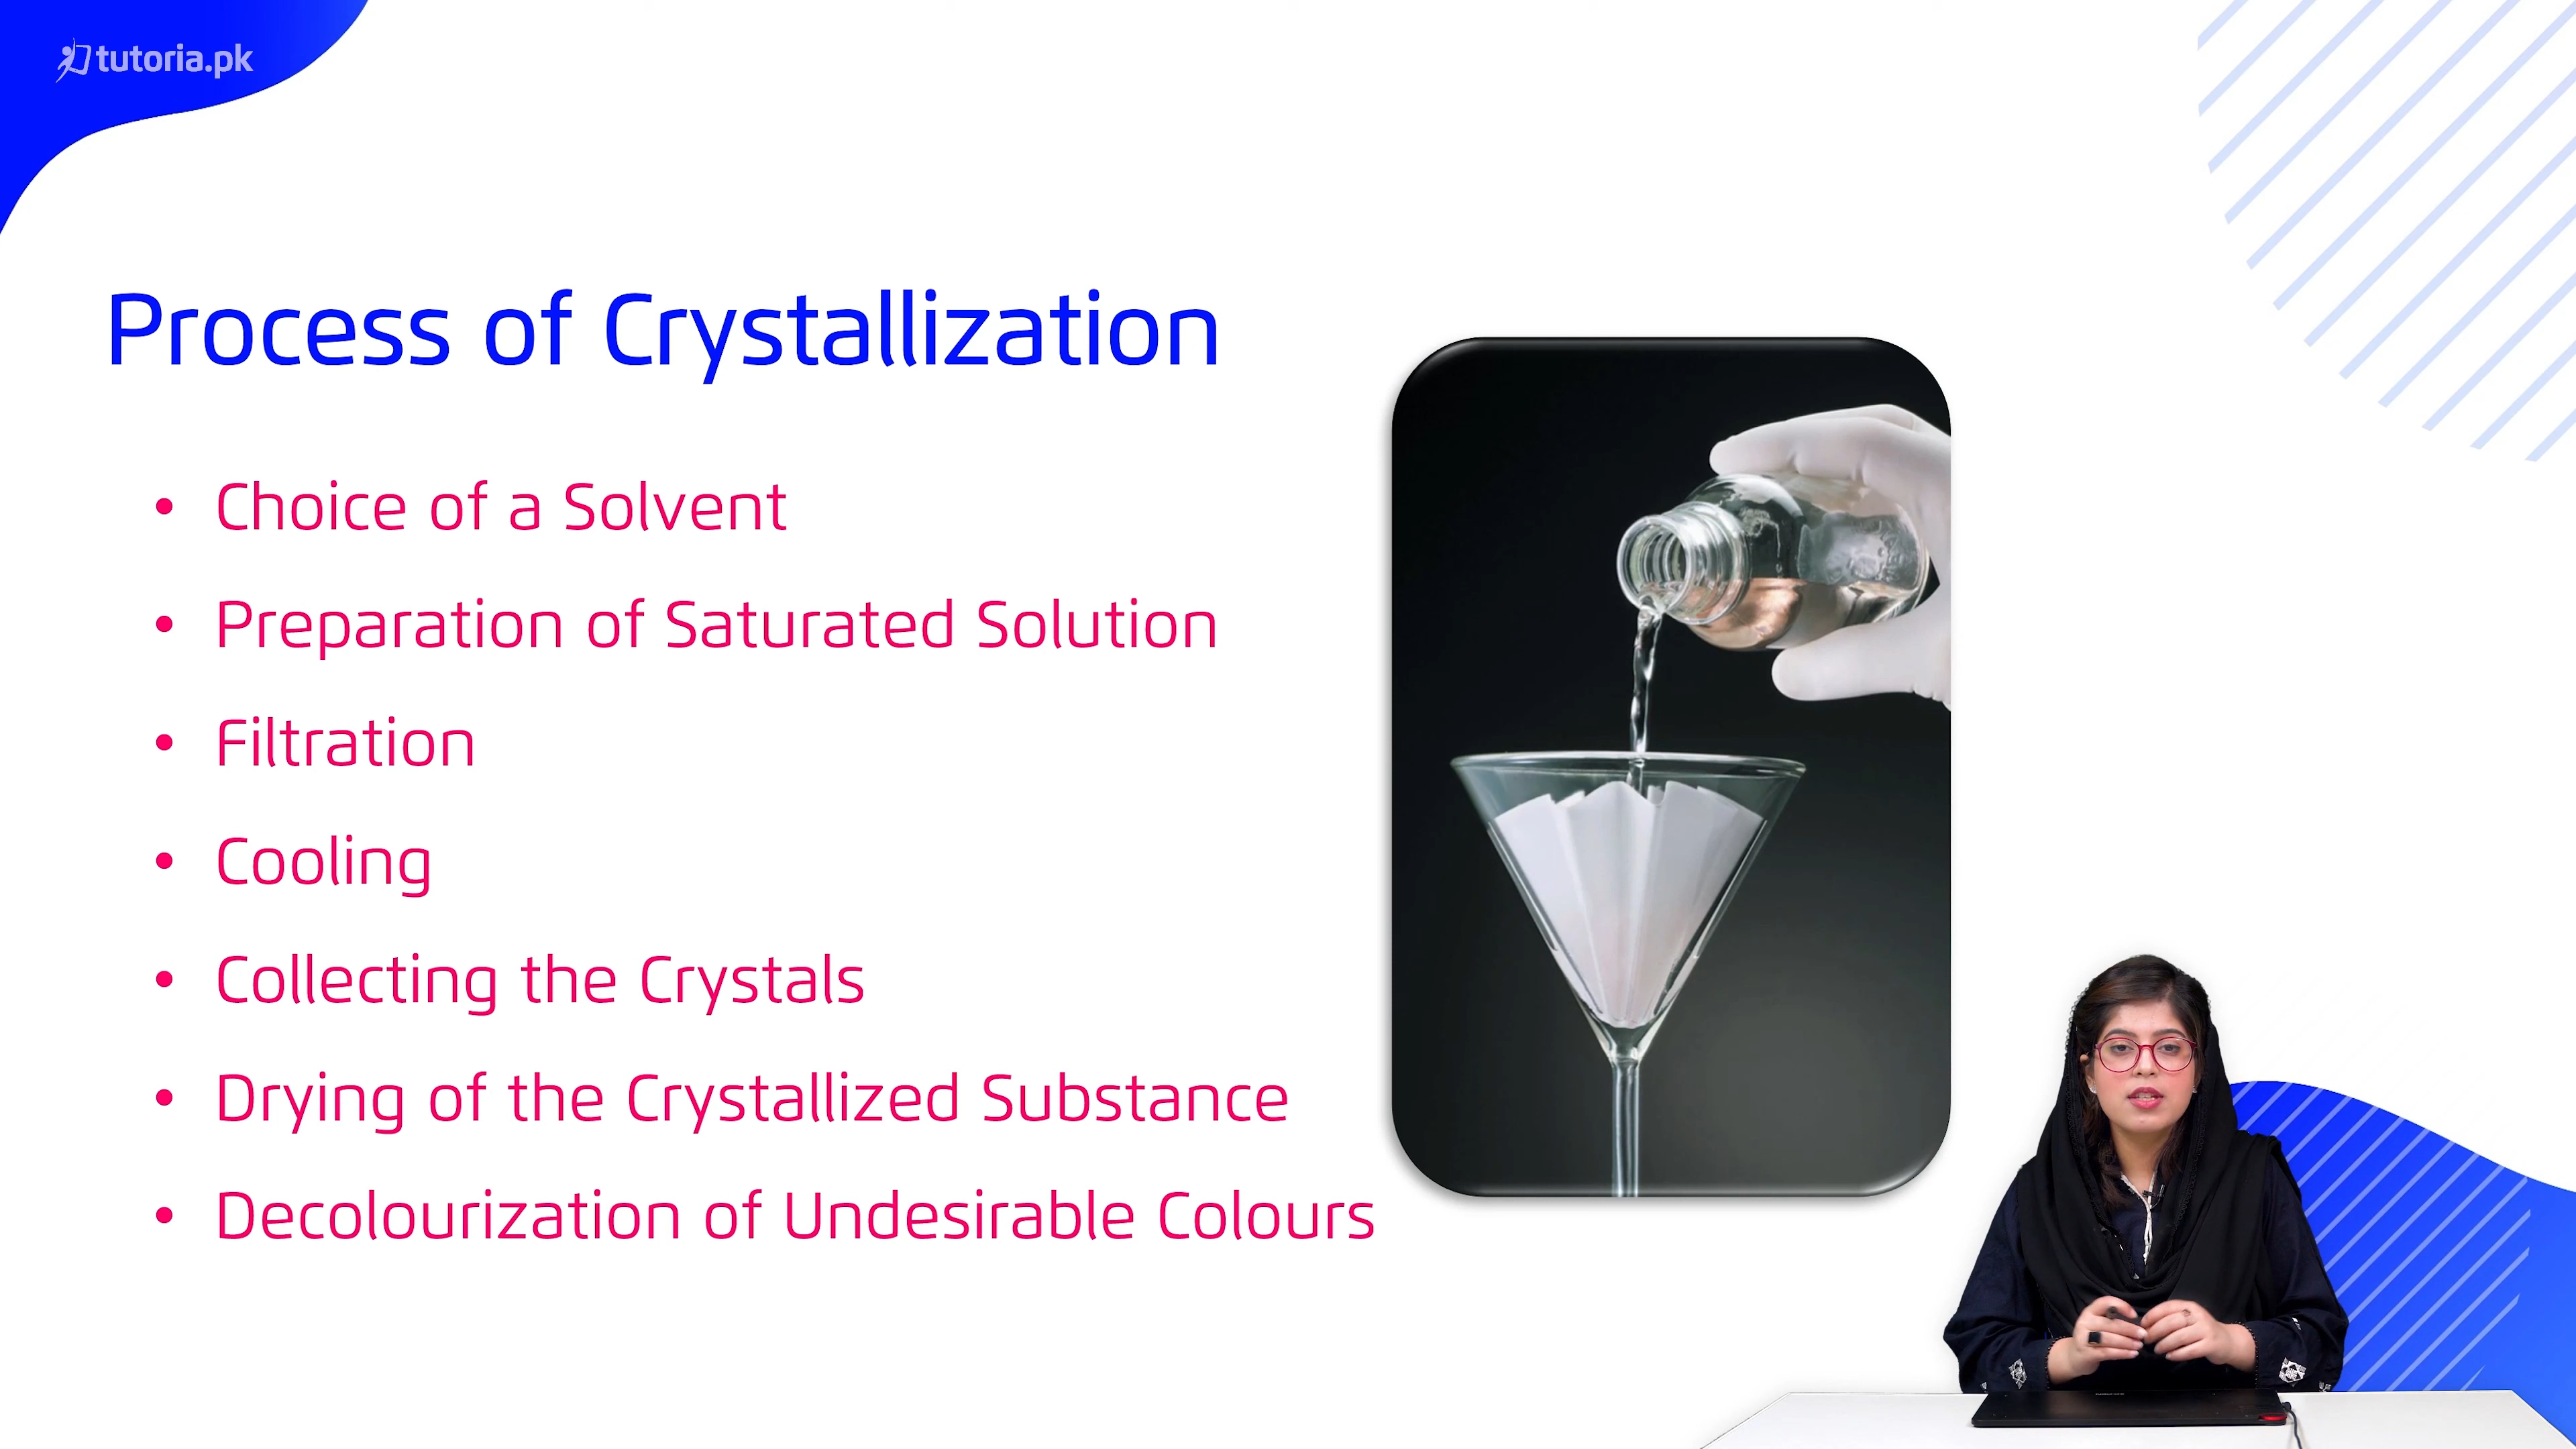 tutoria.pk
Process of Crystallization
• Choice of a Solvent
• Preparation of Saturated Solution
• Filtration
• Cooling
• Collecting the Crystals
• Drying of the Crystallized Substance
• Decolourization of Undesirable Colours